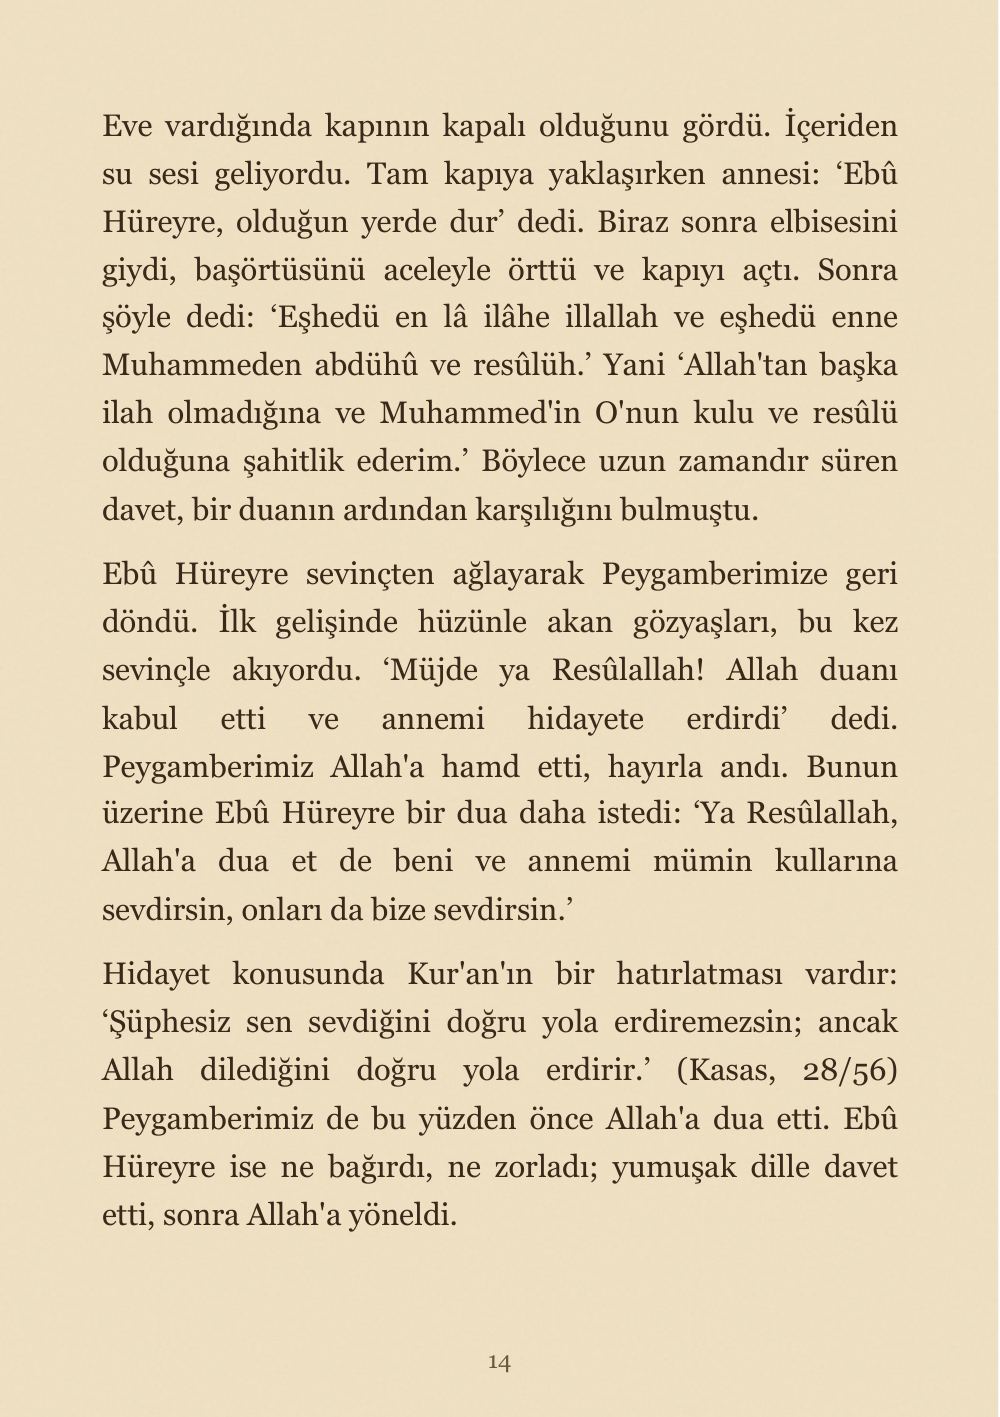 Eve vardığında kapının kapalı olduğunu gördü. İçeriden
su sesi geliyordu. Tam kapıya yaklaşırken annesi: ‘Ebû
Hüreyre, olduğun yerde dur’ dedi. Biraz sonra elbisesini
giydi, başörtüsünü aceleyle örttü ve kapıyı açtı. Sonra
şöyle dedi: ‘Eşhedü en lâ ilâhe illallah ve eşhedü enne
Muhammeden abdühû ve resûlüh.’ Yani ‘Allah'tan başka
ilah olmadığına ve Muhammed'in O'nun kulu ve resûlü
olduğuna şahitlik ederim.’ Böylece uzun zamandır süren
davet, bir duanın ardından karşılığını bulmuştu.
Ebû Hüreyre sevinçten ağlayarak Peygamberimize geri
döndü. İlk gelişinde hüzünle akan gözyaşları, bu kez
sevinçle akıyordu. ‘Müjde ya Resûlallah! Allah duanı
kabul etti ve annemi hidayete erdirdi’ dedi.
Peygamberimiz Allah'a hamd etti, hayırla andı. Bunun
üzerine Ebû Hüreyre bir dua daha istedi: ‘Ya Resûlallah,
Allah'a dua et de beni ve annemi mümin kullarına
sevdirsin, onları da bize sevdirsin.’
Hidayet konusunda Kur'an'ın bir hatırlatması vardır:
‘Şüphesiz sen sevdiğini doğru yola erdiremezsin; ancak
Allah dilediğini doğru yola erdirir.’ (Kasas, 28/56)
Peygamberimiz de bu yüzden önce Allah'a dua etti. Ebû
Hüreyre ise ne bağırdı, ne zorladı; yumuşak dille davet
etti, sonra Allah'a yöneldi.
14